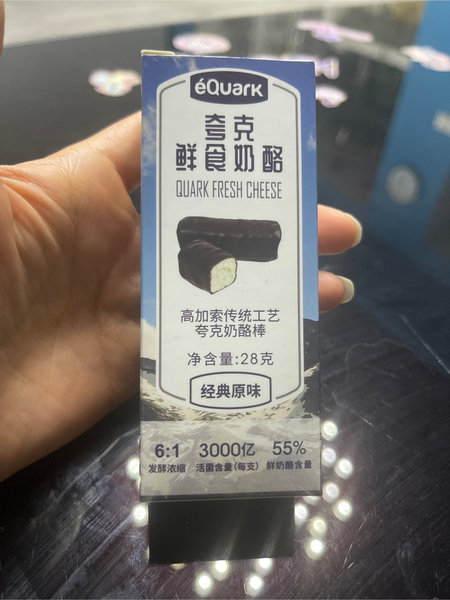 éQuark
夸克
鲜食奶酪
QUARK FRESH CHEESE
高加索传统工艺
夸克奶酪棒
净含量:28克
经典原味
6:1 3000亿 55%
发酵浓缩 活菌含量(每支) 鲜奶酪含量